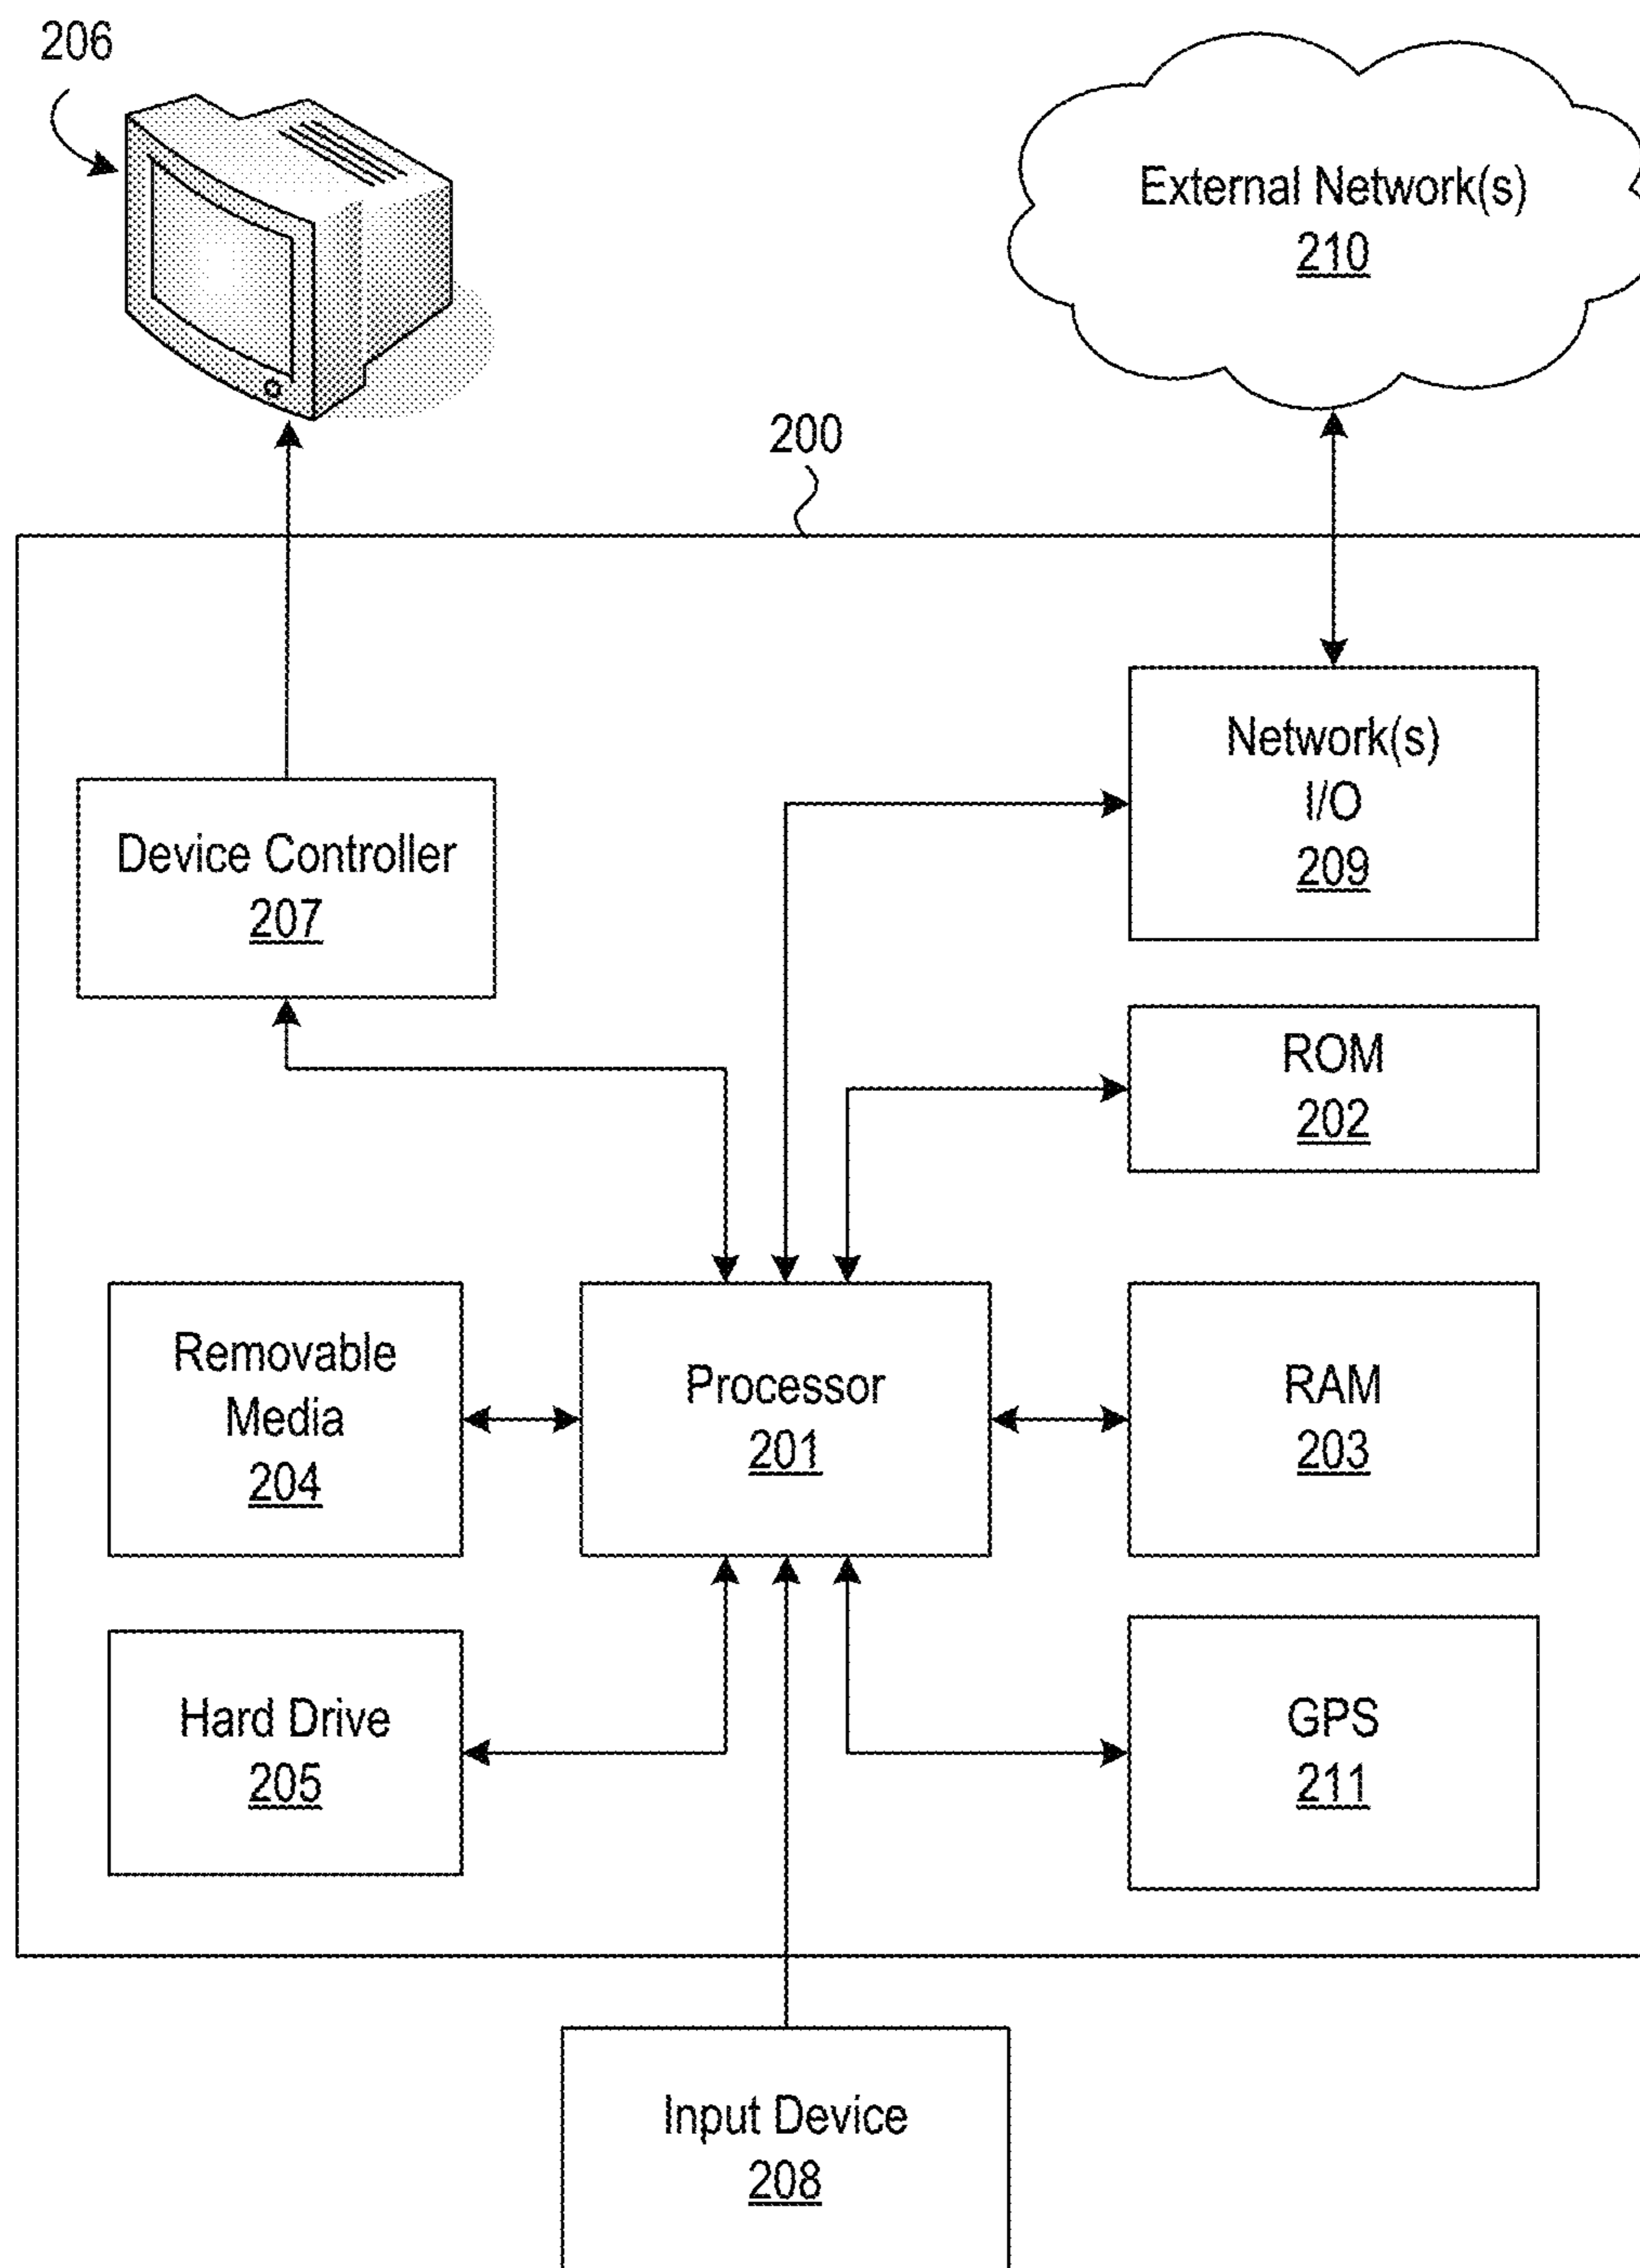 206
External Network(s)
210
200
Network(s)
I/O
209
Device Controller
207
ROM
202
Removable
Media
204
Processor
201
RAM
203
Hard Drive
205
GPS
211
Input Device
208